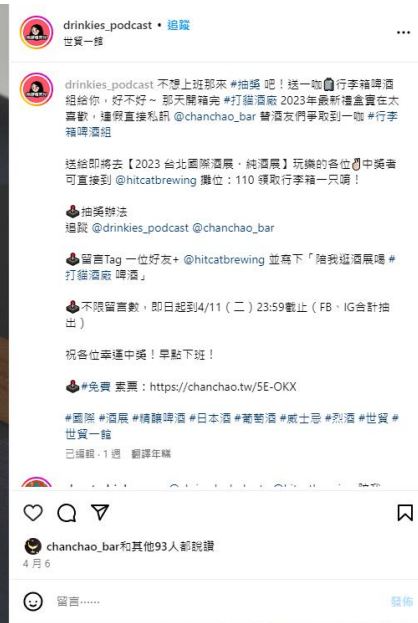 drinkies_podcast • 追蹤
世貿一館
drinkies_podcast 不想上班那來 #抽獎 吧！送一咖🧳行李箱啤酒
組給你，好不好~ 那天開箱完 #打貓酒廠 2023年最新禮盒實在太
喜歡，連假直接私訊 @chanchao_bar 替酒友們爭取到一咖 #行李
箱啤酒組
送給即將去【2023 台北國際酒展・純酒展】玩樂的各位👌中獎者
可直接到 @hitcatbrewing 攤位：110 領取行李箱一只唷！
🕹️抽獎辦法
追蹤 @drinkies_podcast @chanchao_bar
🕹️留言Tag 一位好友+ @hitcatbrewing 並寫下「陪我逛酒展喝 #
打貓酒廠 啤酒」
🕹️不限留言數，即日起到4/11（二）23:59截止（FB、IG合計抽
出）
祝各位幸運中獎！早點下班！
🕹️#免費 索票：https://chanchao.tw/5E-OKX
#國際 #酒展 #精釀啤酒 #日本酒 #葡萄酒 #威士忌 #烈酒 #世貿 #
世貿一館
已編輯・1 週 翻譯年糕
chanchao_bar和其他93人都說讚
4 月 6
留言……
發佈